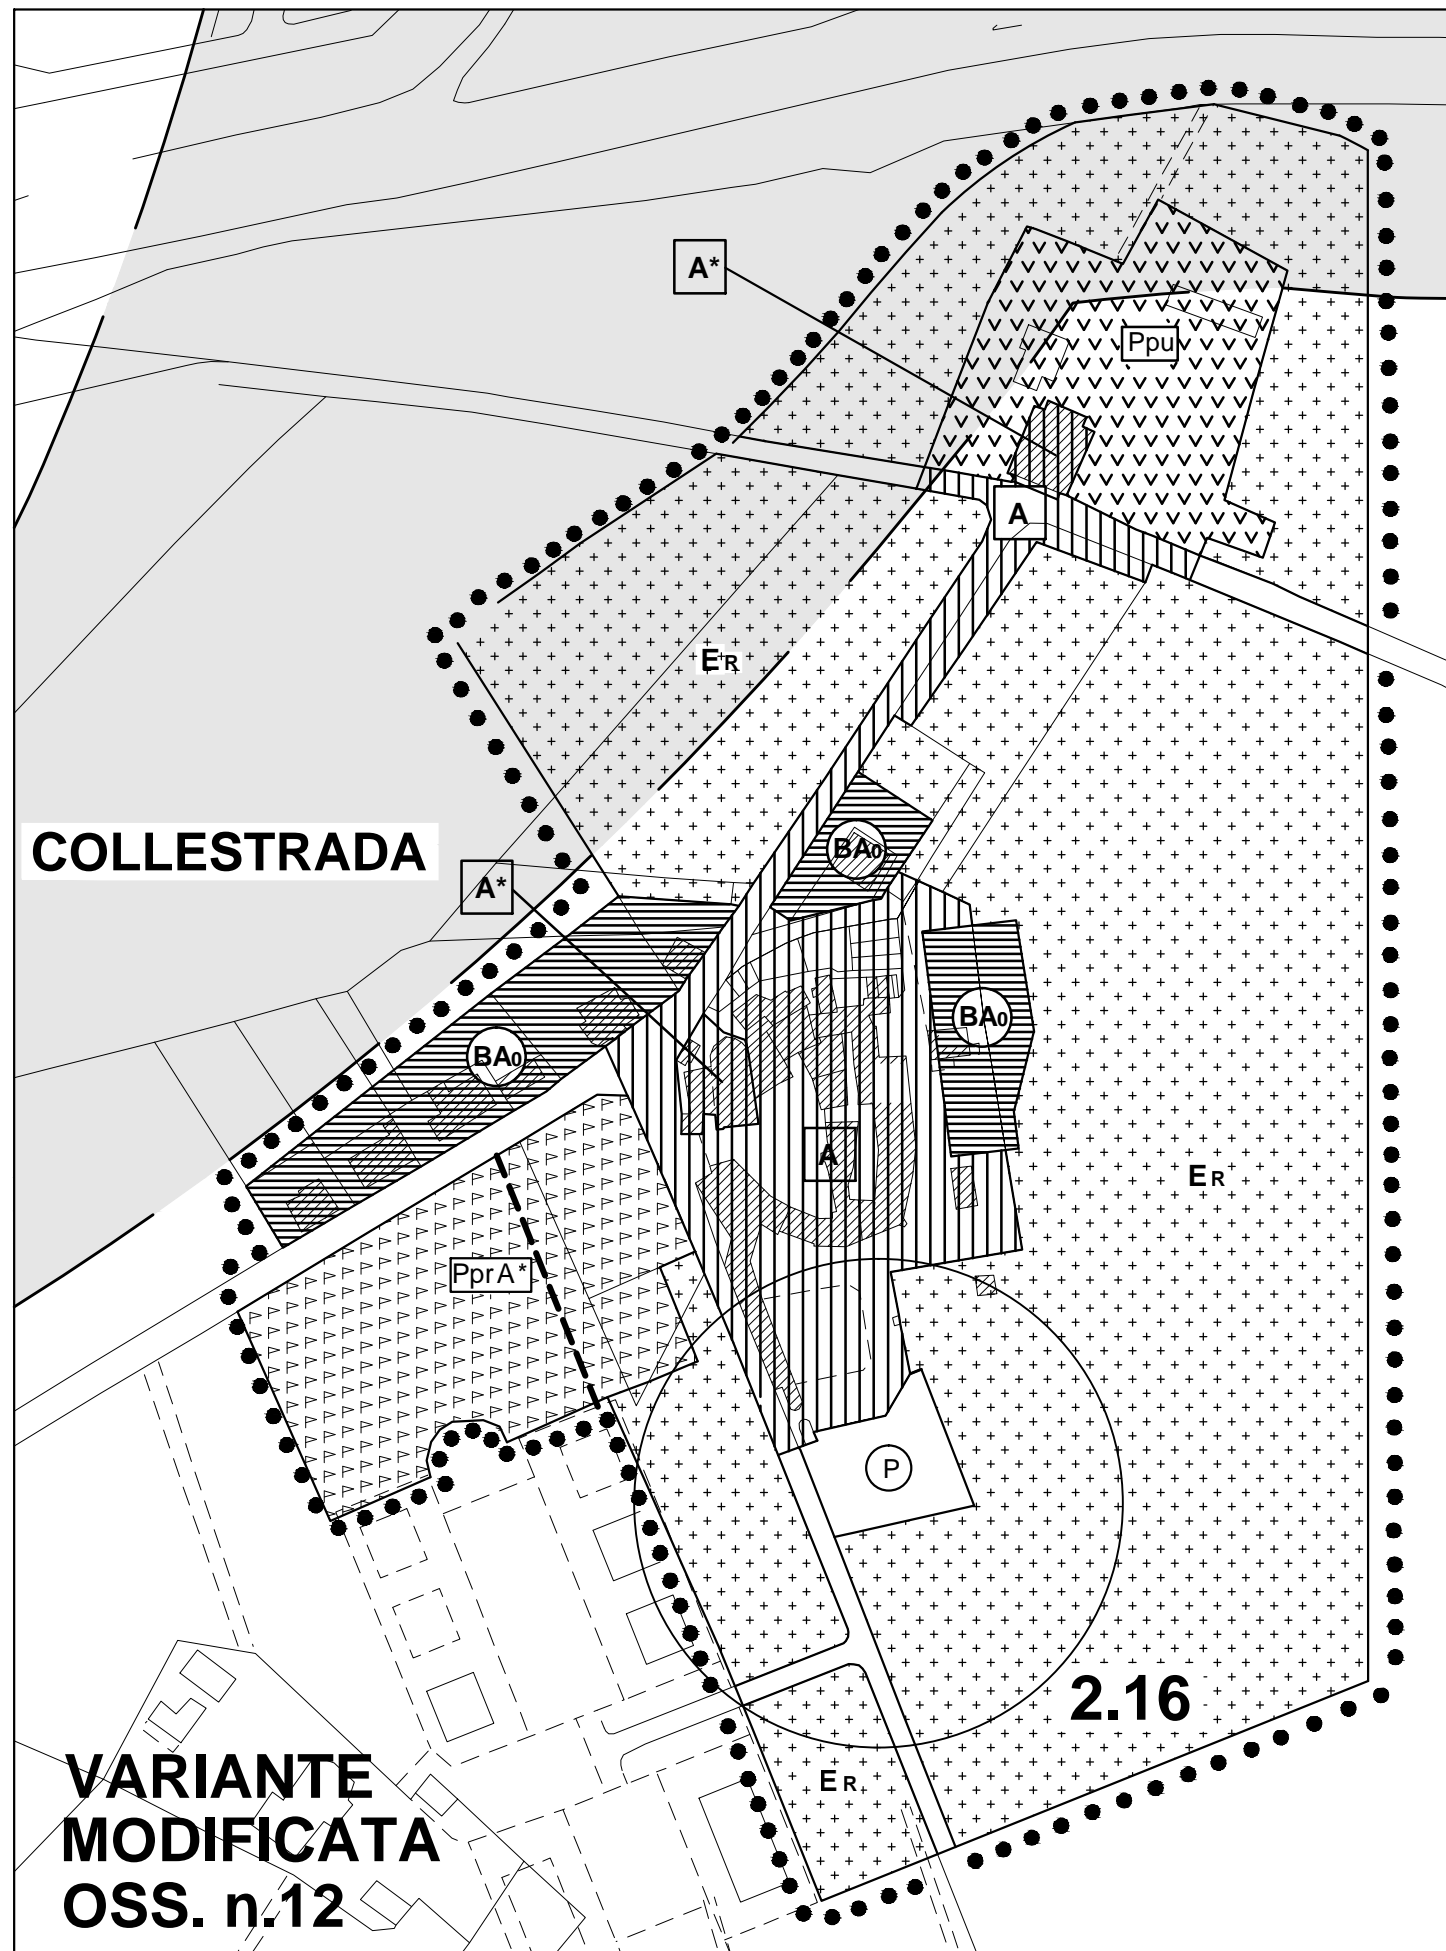 A*
Ppu
A
ER
COLLESTRADA
BA0
A*
BA0
BA0
A
ER
PprA*
P
2.16
ER
VARIANTE
MODIFICATA
OSS. n.12